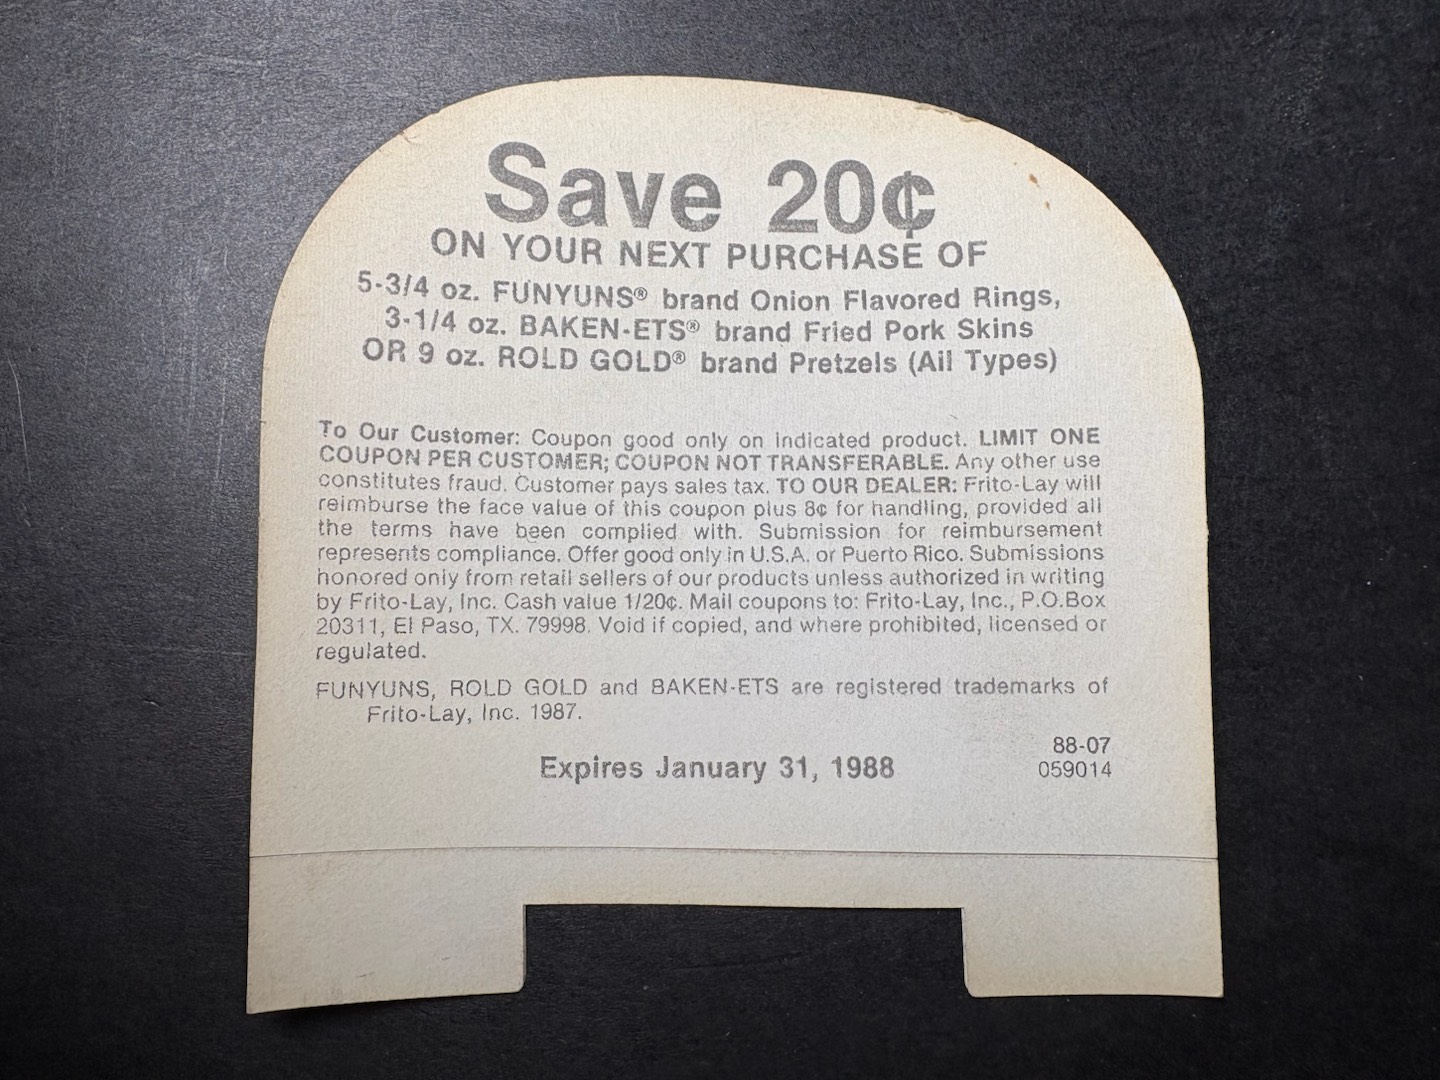 Save 20¢
ON YOUR NEXT PURCHASE OF
5-3/4 oz. FUNYUNS® brand Onion Flavored Rings,
3-1/4 oz. BAKEN-ETS® brand Fried Pork Skins
OR 9 oz. ROLD GOLD® brand Pretzels (All Types)
To Our Customer: Coupon good only on indicated product. LIMIT ONE
COUPON PER CUSTOMER; COUPON NOT TRANSFERABLE. Any other use
constitutes fraud. Customer pays sales tax. TO OUR DEALER: Frito-Lay will
reimburse the face value of this coupon plus 8¢ for handling, provided all
the terms have been complied with. Submission for reimbursement
represents compliance. Offer good only in U.S.A. or Puerto Rico. Submissions
honored only from retail sellers of our products unless authorized in writing
by Frito-Lay, Inc. Cash value 1/20¢. Mail coupons to: Frito-Lay, Inc., P.O.Box
20311, El Paso, TX. 79998. Void if copied, and where prohibited, licensed or
regulated.
FUNYUNS, ROLD GOLD and BAKEN-ETS are registered trademarks of
Frito-Lay, Inc. 1987.
88-07
Expires January 31, 1988
059014